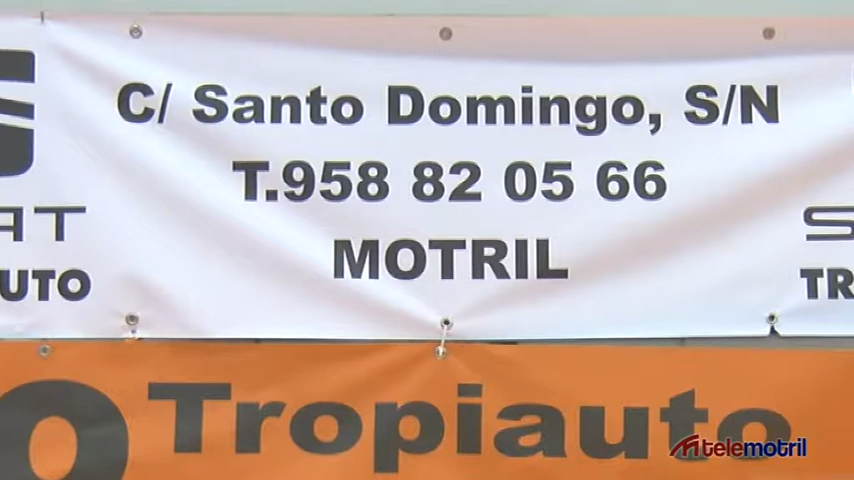 C/ Santo Domingo, S/N
T.958 82 05 66
MOTRIL
Tropiauto
telemotril